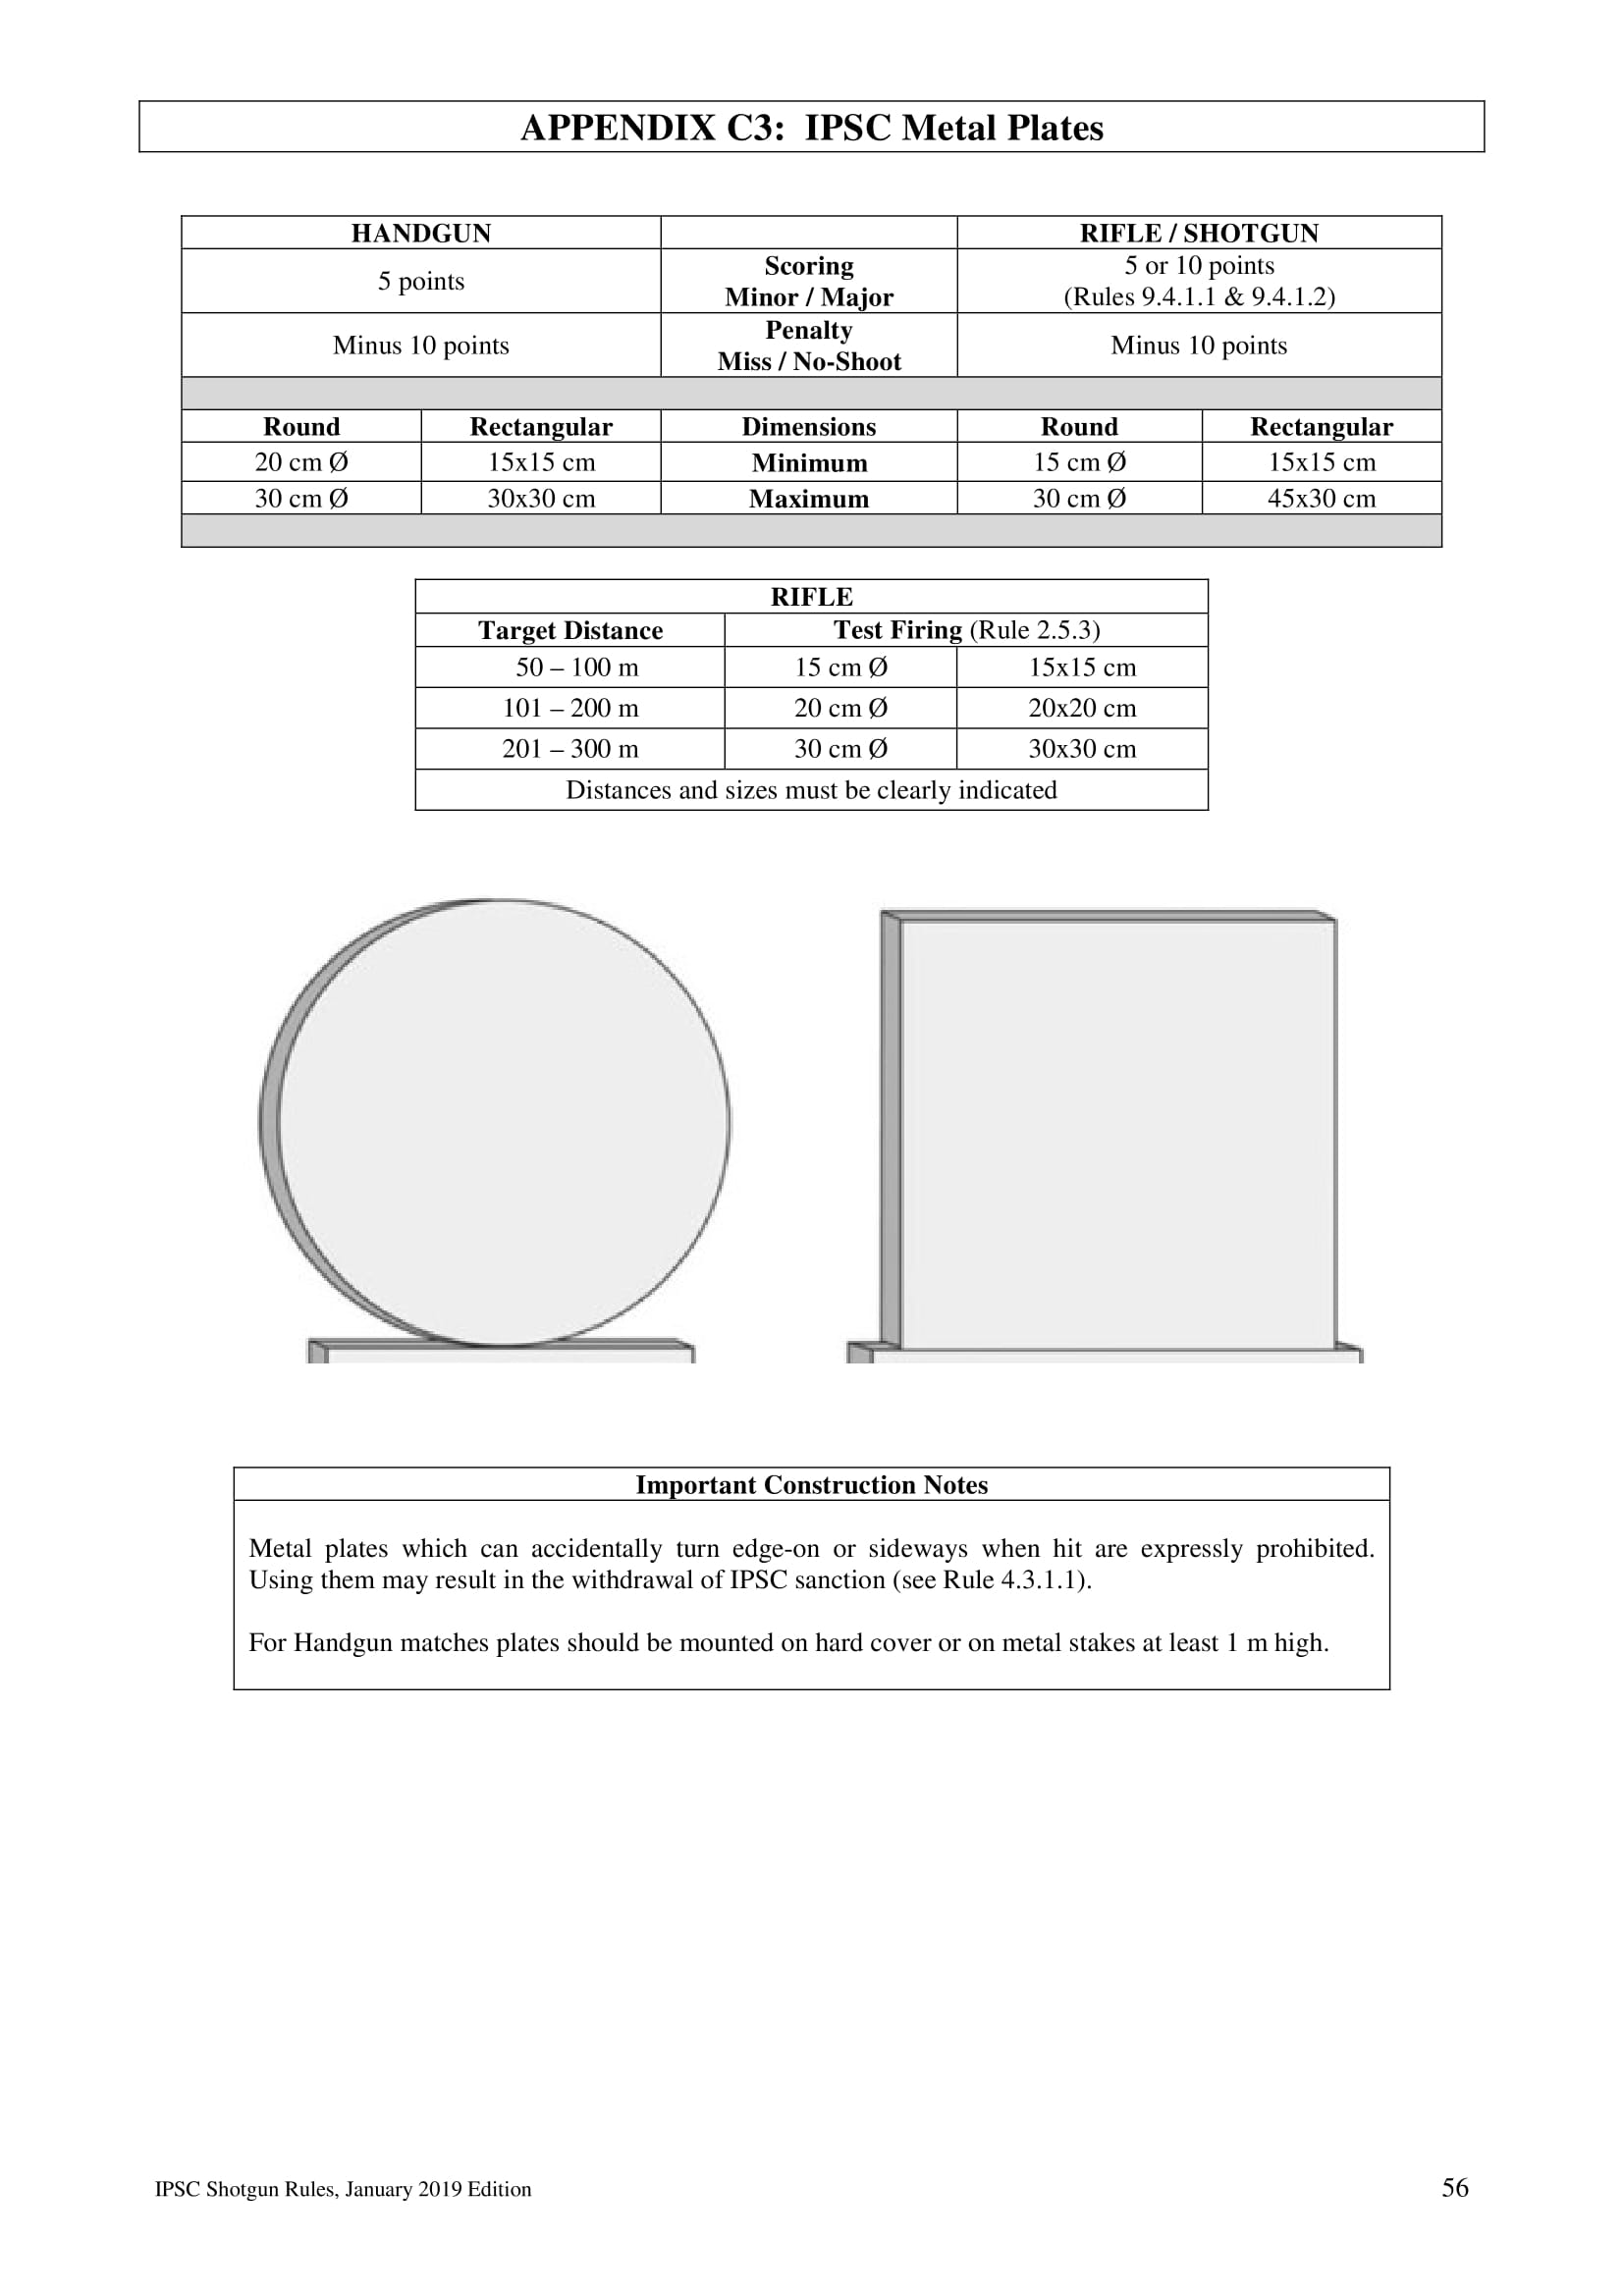 APPENDIX C3: IPSC Metal Plates
HANDGUN RIFLE / SHOTGUN
5 points Scoring Minor / Major 5 or 10 points (Rules 9.4.1.1 & 9.4.1.2)
Minus 10 points Penalty Miss / No-Shoot Minus 10 points
Round Rectangular Dimensions Round Rectangular
20 cm Ø 15x15 cm Minimum 15 cm Ø 15x15 cm
30 cm Ø 30x30 cm Maximum 30 cm Ø 45x30 cm
RIFLE
Target Distance Test Firing (Rule 2.5.3)
50 – 100 m 15 cm Ø 15x15 cm
101 – 200 m 20 cm Ø 20x20 cm
201 – 300 m 30 cm Ø 30x30 cm
Distances and sizes must be clearly indicated
Important Construction Notes
Metal plates which can accidentally turn edge-on or sideways when hit are expressly prohibited.
Using them may result in the withdrawal of IPSC sanction (see Rule 4.3.1.1).
For Handgun matches plates should be mounted on hard cover or on metal stakes at least 1 m high.
IPSC Shotgun Rules, January 2019 Edition 56